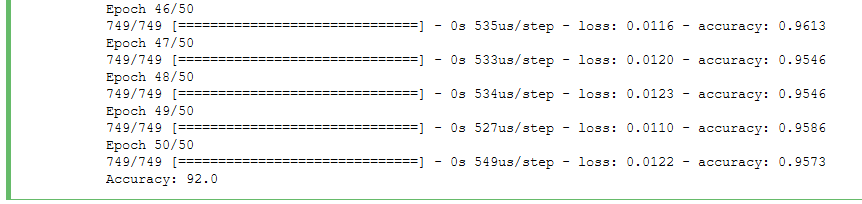 Epoch 46/50
749/749 [==============================] - 0s 535us/step - loss: 0.0116 - accuracy: 0.9613
Epoch 47/50
749/749 [==============================] - 0s 533us/step - loss: 0.0120 - accuracy: 0.9546
Epoch 48/50
749/749 [==============================] - 0s 534us/step - loss: 0.0123 - accuracy: 0.9546
Epoch 49/50
749/749 [==============================] - 0s 527us/step - loss: 0.0110 - accuracy: 0.9586
Epoch 50/50
749/749 [==============================] - 0s 549us/step - loss: 0.0122 - accuracy: 0.9573
Accuracy: 92.0